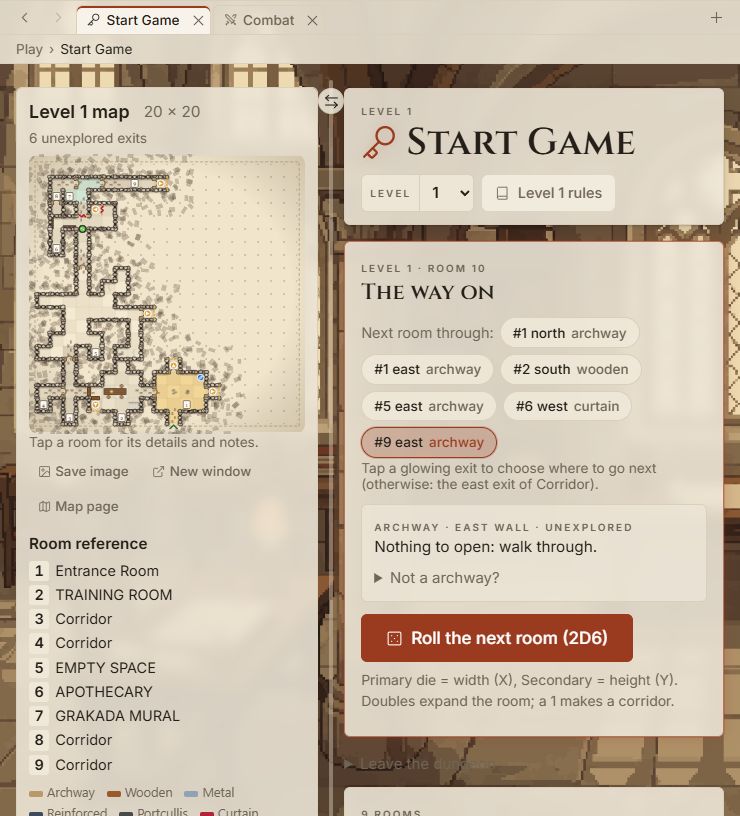 Start Game
Combat
Play › Start Game
Level 1 map 20 × 20
6 unexplored exits
Tap a room for its details and notes.
Save image
New window
Map page
Room reference
1 Entrance Room
2 TRAINING ROOM
3 Corridor
4 Corridor
5 EMPTY SPACE
6 APOTHECARY
7 GRAKADA MURAL
8 Corridor
9 Corridor
Archway Wooden Metal
Reinforced Portcullis Curtain
LEVEL 1
START GAME
LEVEL 1
Level 1 rules
LEVEL 1 · ROOM 10
THE WAY ON
Next room through: #1 north archway
#1 east archway #2 south wooden
#5 east archway #6 west curtain
#9 east archway
Tap a glowing exit to choose where to go next
(otherwise: the east exit of Corridor).
ARCHWAY · EAST WALL · UNEXPLORED
Nothing to open: walk through.
Not a archway?
Roll the next room (2D6)
Primary die = width (X), Secondary = height (Y).
Doubles expand the room; a 1 makes a corridor.
Leave the dungeon
9 ROOMS